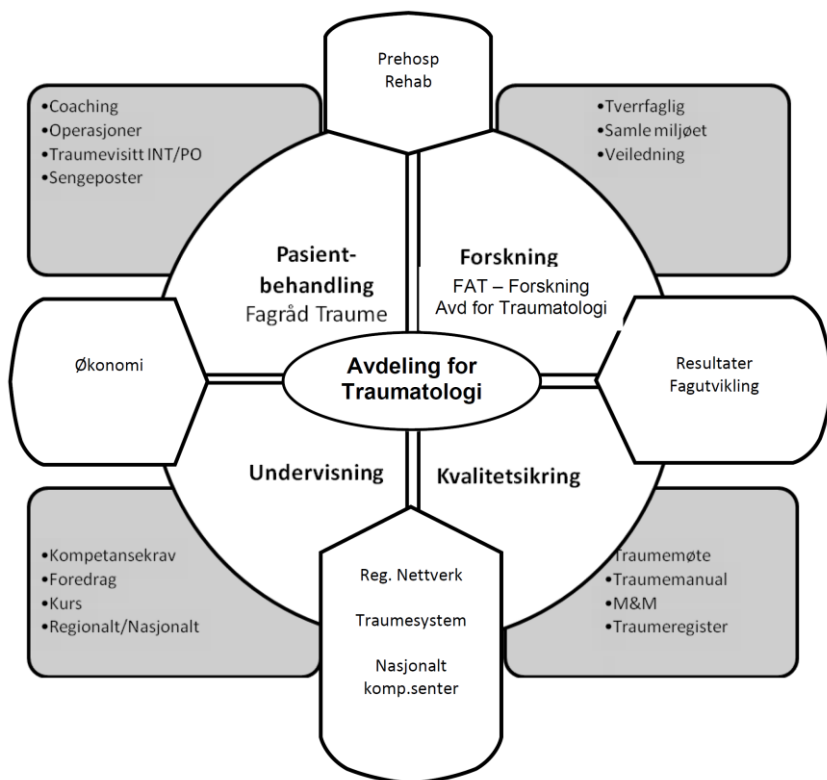 Prehosp
Rehab
•Coaching
•Operasjoner
•Traumevisitt INT/PO
•Sengeposter
•Tverrfaglig
•Samle miljøet
•Veiledning
Pasient-
behandling
Fagråd Traume
Forskning
FAT – Forskning
Avd for Traumatologi
Økonomi
Avdeling for
Traumatologi
Resultater
Fagutvikling
Undervisning
Kvalitetsikring
•Kompetansekrav
•Foredrag
•Kurs
•Regionalt/Nasjonalt
Reg. Nettverk
Traumesystem
Nasjonalt
komp.senter
Traumemøte
•Traumemanual
•M&M
•Traumeregister